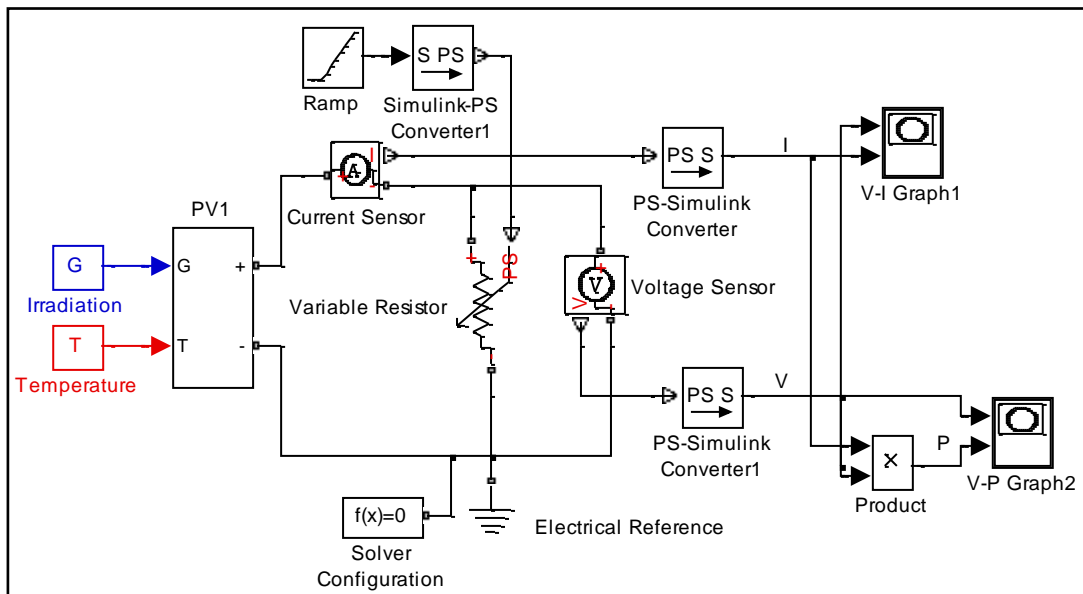 S PS
Ramp
Simulink-PS
Converter1
I
A
+
-
PS S
I
V-I Graph1
Current Sensor
PS-Simulink
Converter
PV1
G
G
+
Irradiation
+
PS
Variable Resistor
+
V
V
-
Voltage Sensor
T
T
-
Temperature
PS S
V
PS-Simulink
Converter1
×
P
V-P Graph2
Product
f(x)=0
Electrical Reference
Solver
Configuration